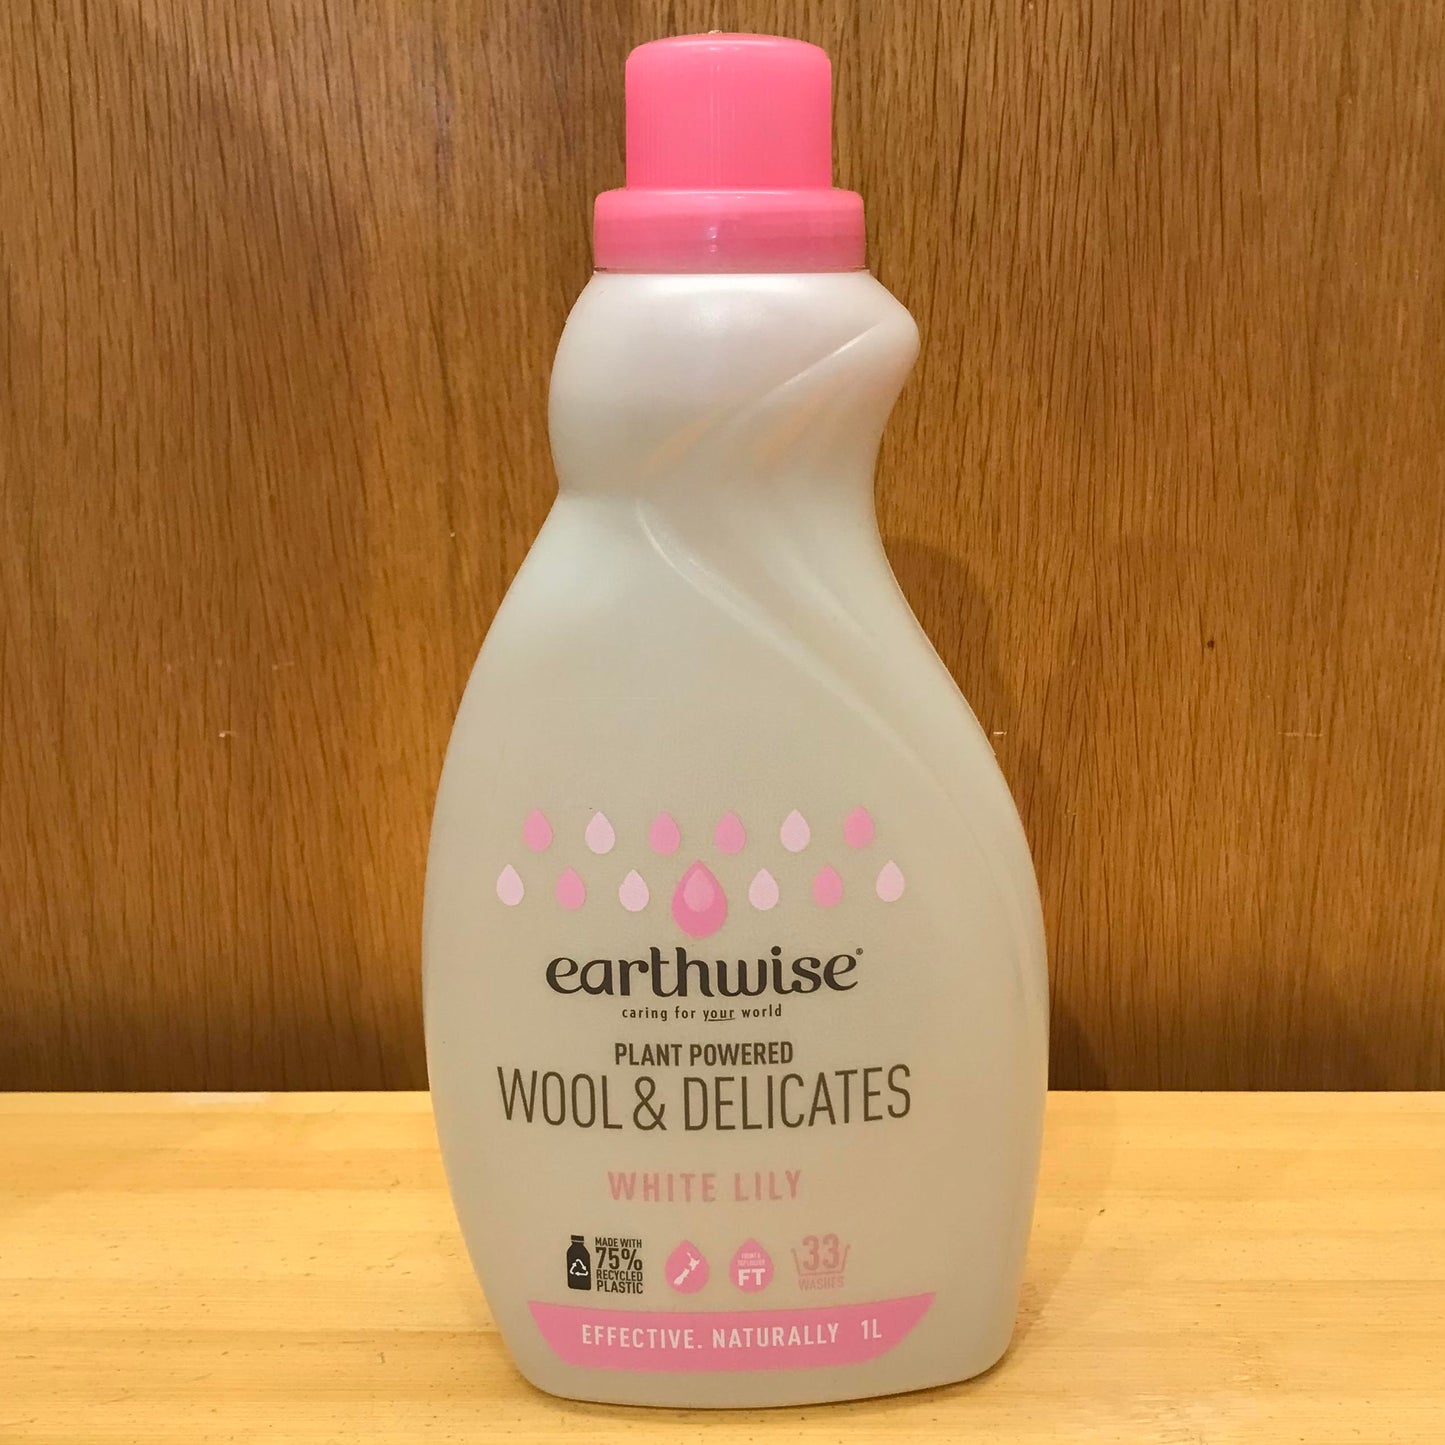 earthwise®
caring for your world
PLANT POWERED
WOOL & DELICATES
WHITE LILY
MADE WITH
75%
RECYCLED
PLASTIC
FT
33
WASHES
EFFECTIVE. NATURALLY 1L